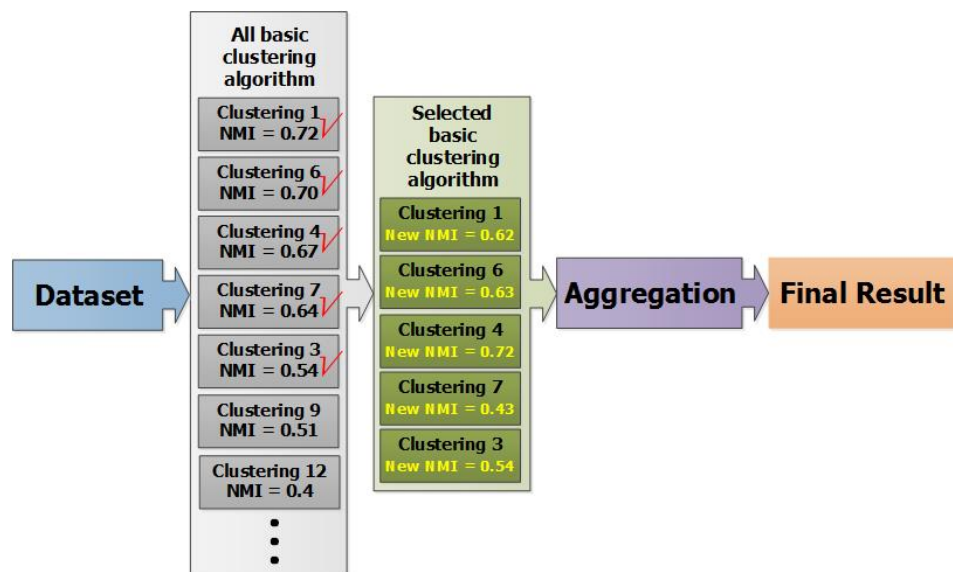 All basic
clustering
algorithm
Clustering 1
NMI = 0.72
Clustering 6
NMI = 0.70
Clustering 4
NMI = 0.67
Clustering 7
NMI = 0.64
Clustering 3
NMI = 0.54
Clustering 9
NMI = 0.51
Clustering 12
NMI = 0.4
Dataset
Selected
basic
clustering
algorithm
Clustering 1
New NMI = 0.62
Clustering 6
New NMI = 0.63
Clustering 4
New NMI = 0.72
Clustering 7
New NMI = 0.43
Clustering 3
New NMI = 0.54
Aggregation
Final Result